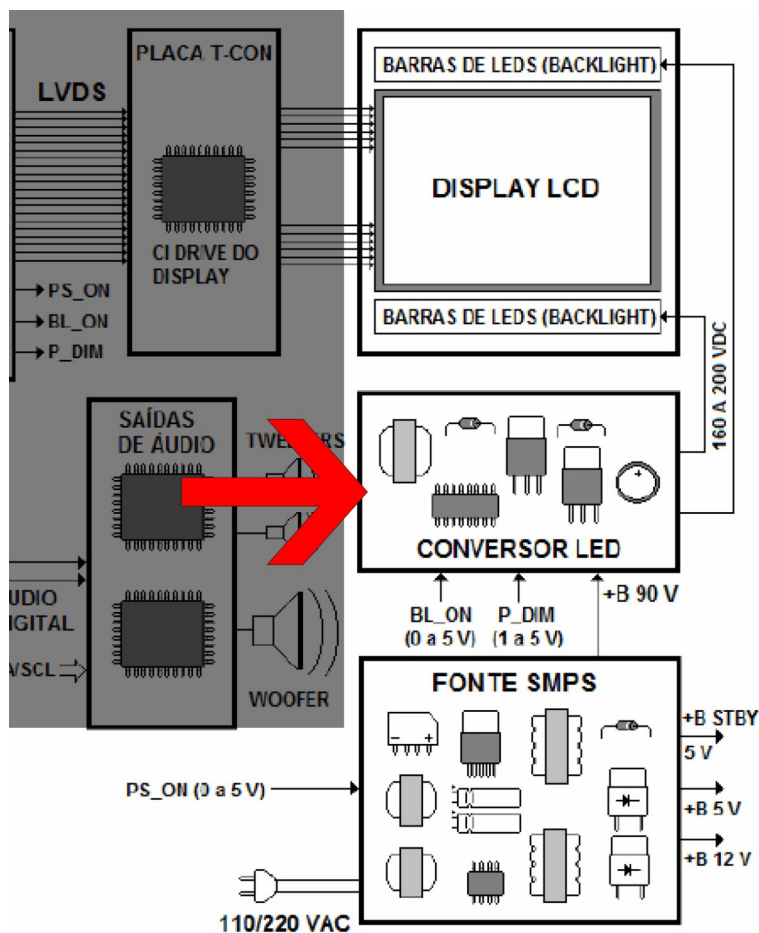 PLACA T-CON
LVDS
CI DRIVE DO
DISPLAY
PS_ON
BL_ON
P_DIM
BARRAS DE LEDS (BACKLIGHT)
DISPLAY LCD
BARRAS DE LEDS (BACKLIGHT)
160 A 200 VDC
SAÍDAS
DE ÁUDIO
WOOFER
CONVERSOR LED
BL_ON
(0 a 5 V)
P_DIM
(1 a 5 V)
+B 90 V
FONTE SMPS
- +
+B STBY
5 V
+B 5 V
+B 12 V
PS_ON (0 a 5 V)
110/220 VAC